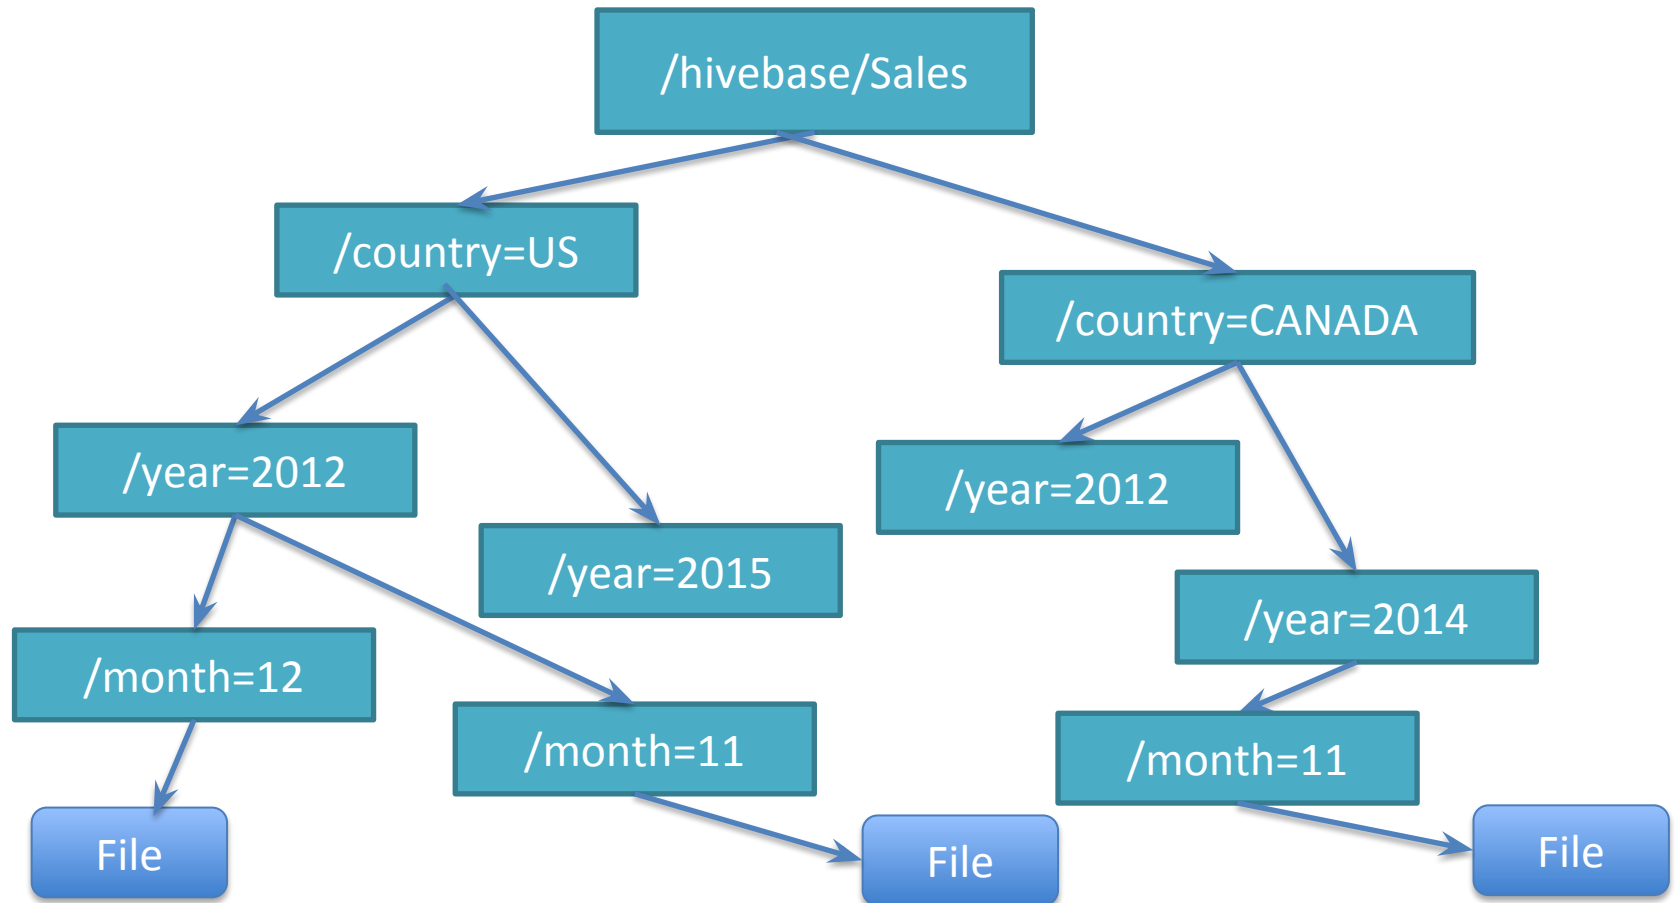 /hivebase/Sales
/country=US
/country=CANADA
/year=2012
/year=2012
/year=2015
/year=2014
/month=12
/month=11
/month=11
File
File
File